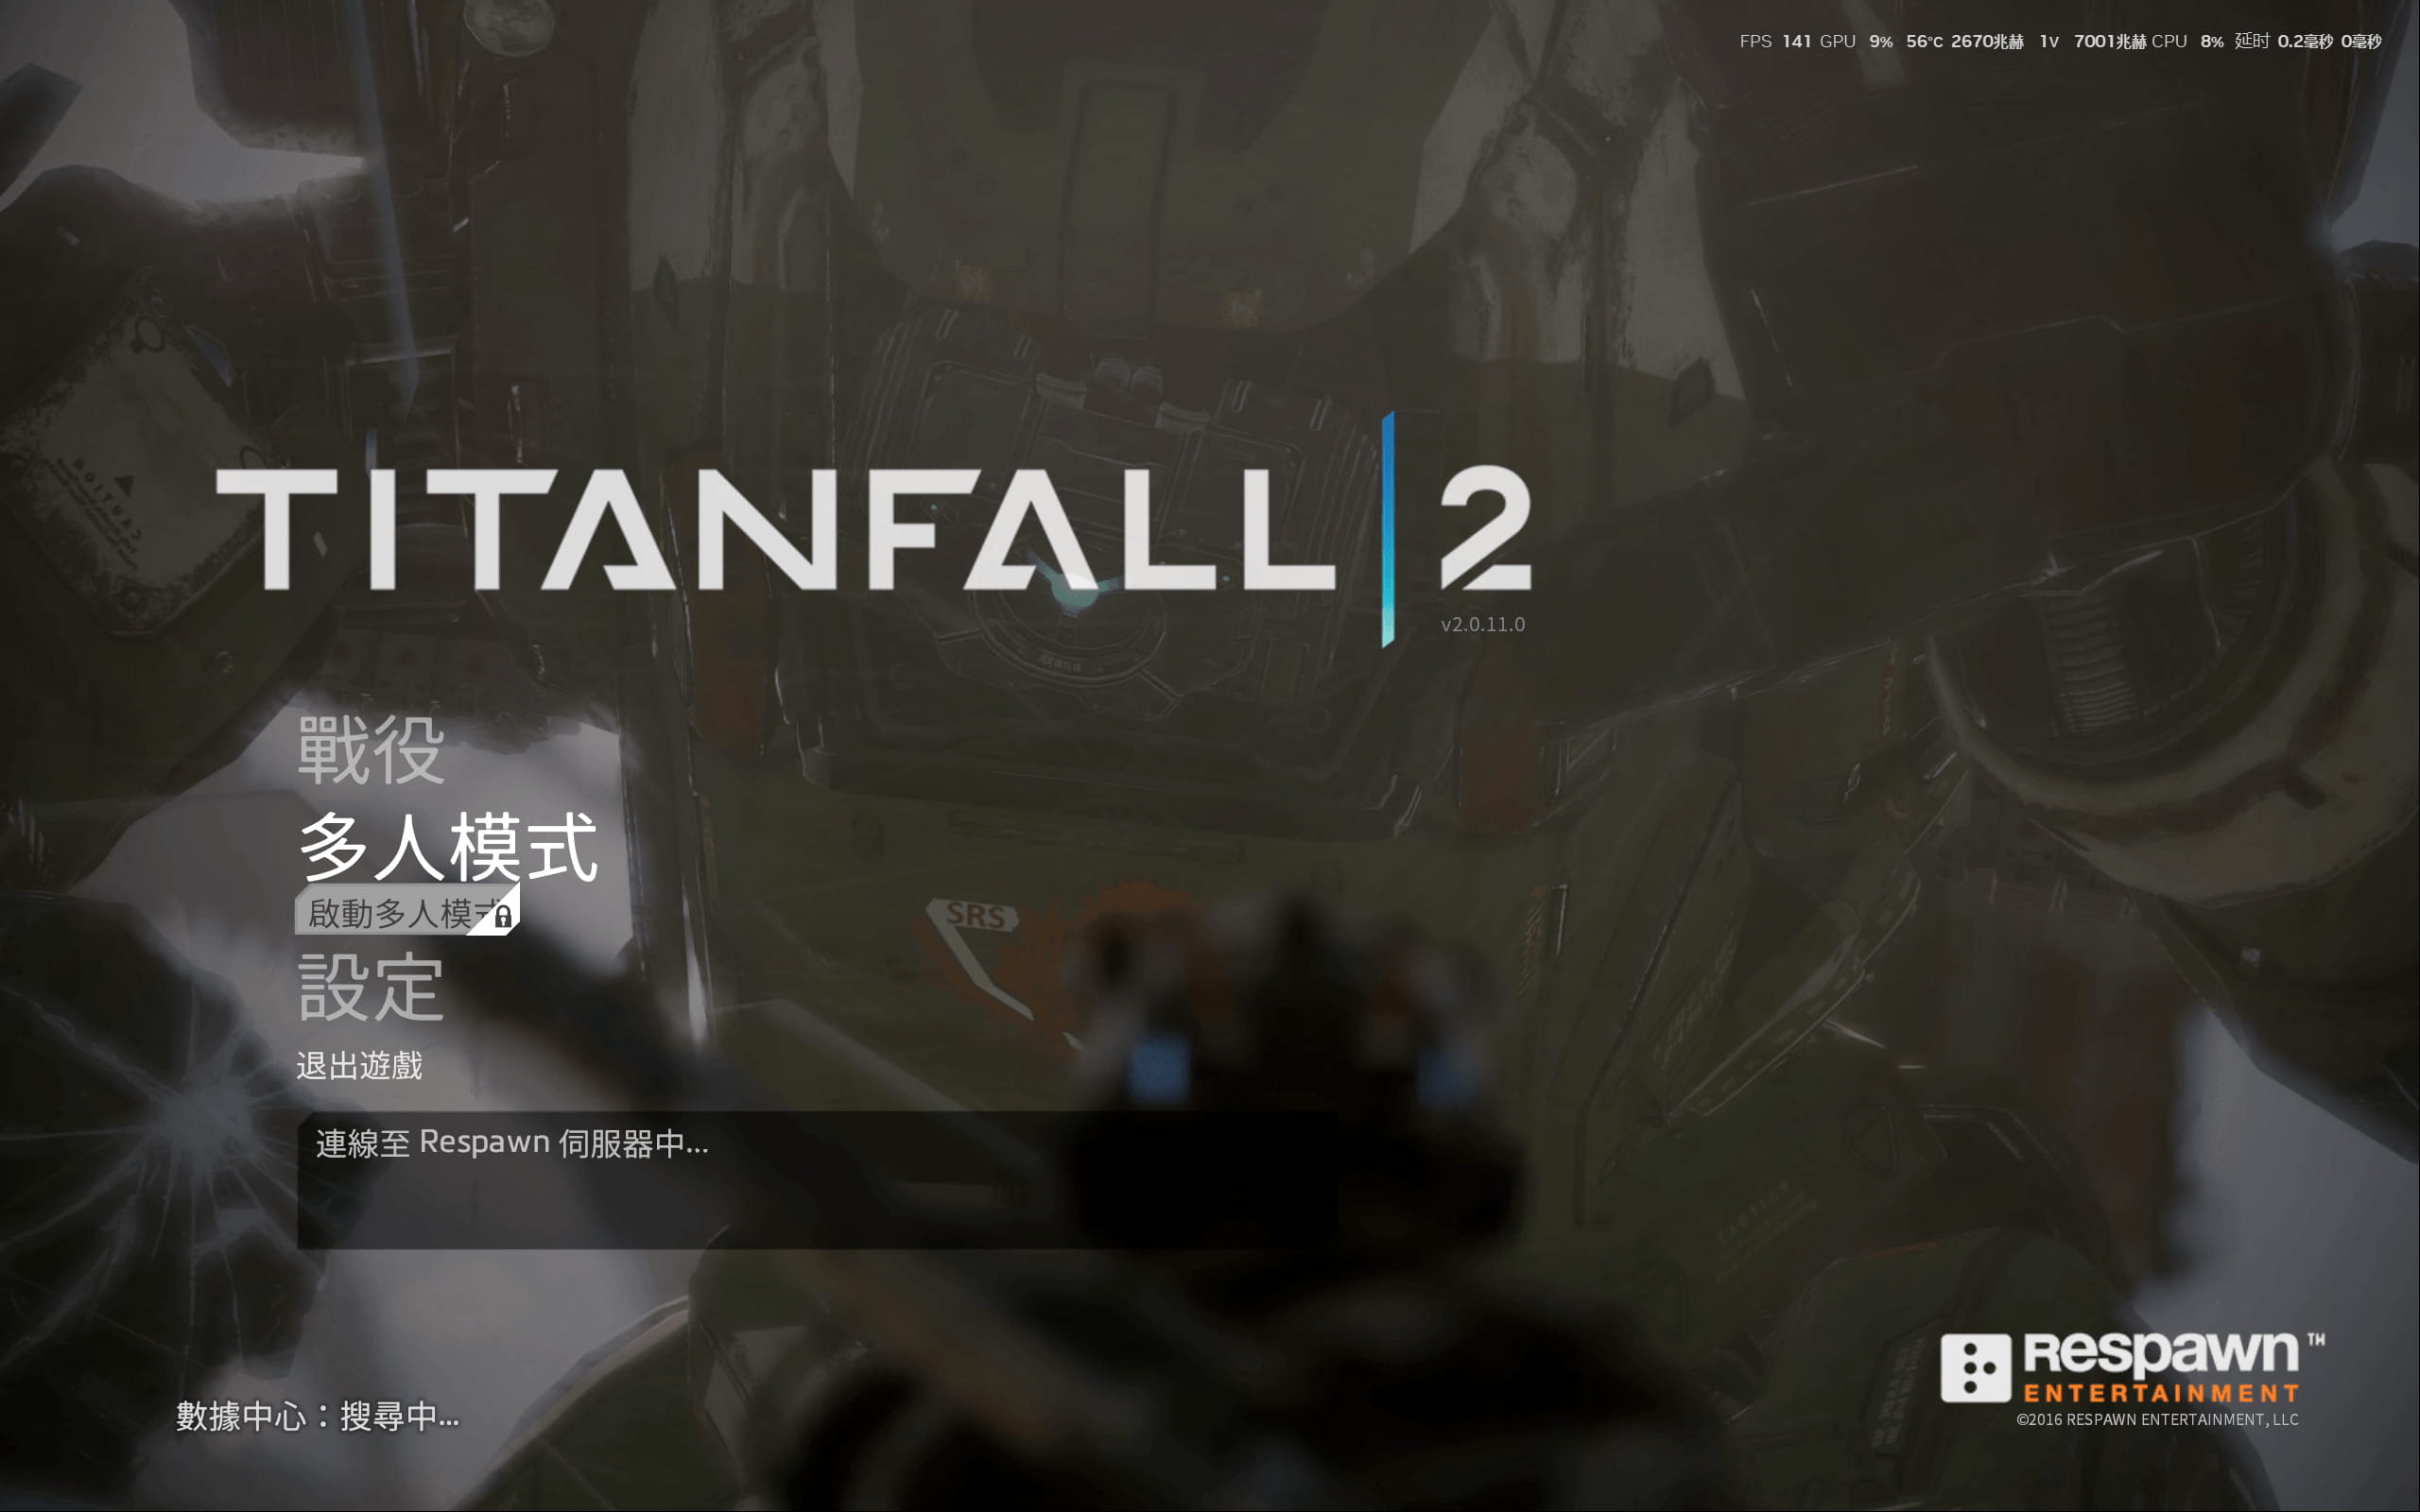 FPS 141 GPU 9% 56°C 2670兆赫 1V 7001兆赫 CPU 8% 延时 0.2毫秒 0毫秒
TITANFALL 2
v2.0.11.0
戰役
多人模式
啟動多人模式
設定
退出遊戲
SRS
連線至 Respawn 伺服器中...
數據中心：搜尋中...
Respawn™
ENTERTAINMENT
©2016 RESPAWN ENTERTAINMENT, LLC